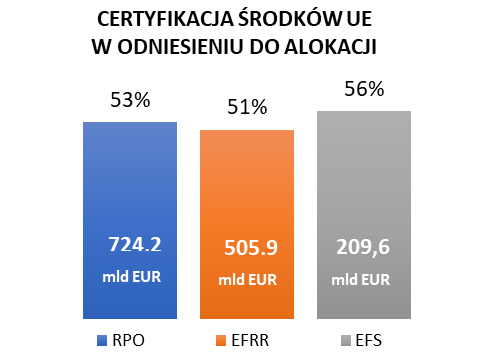 CERTYFIKACJA ŚRODKÓW UE
W ODNIESIENIU DO ALOKACJI
53%
51%
56%
724.2
mld EUR
505.9
mld EUR
209,6
mld EUR
RPO
EFRR
EFS